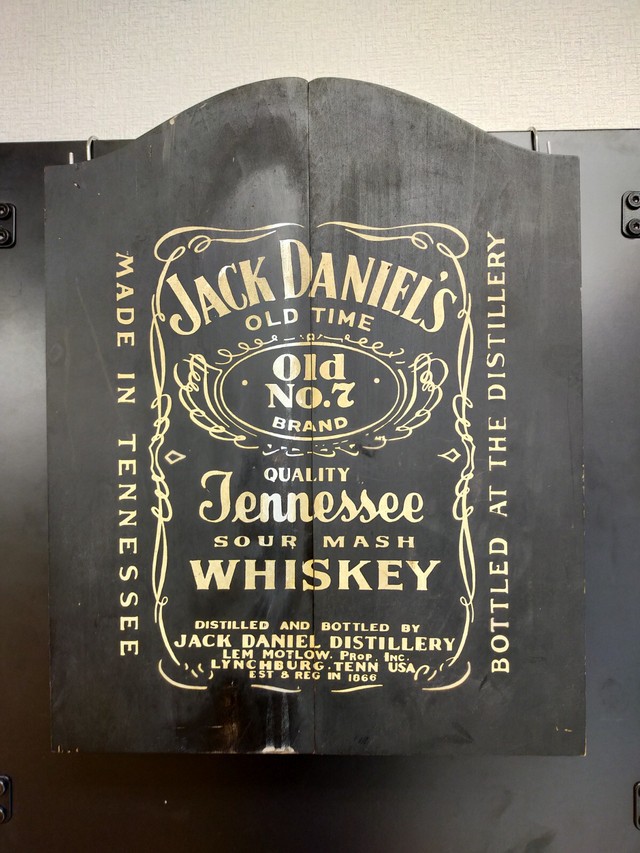 JACK DANIEL'S
OLD TIME
Old
No.7
BRAND
QUALITY
Tennessee
SOUR MASH
WHISKEY
DISTILLED AND BOTTLED BY
JACK DANIEL DISTILLERY
LEM MOTLOW, PROP., INC.
LYNCHBURG, TENN USA
EST & REG IN 1866
MADE IN TENNESSEE
BOTTLED AT THE DISTILLERY